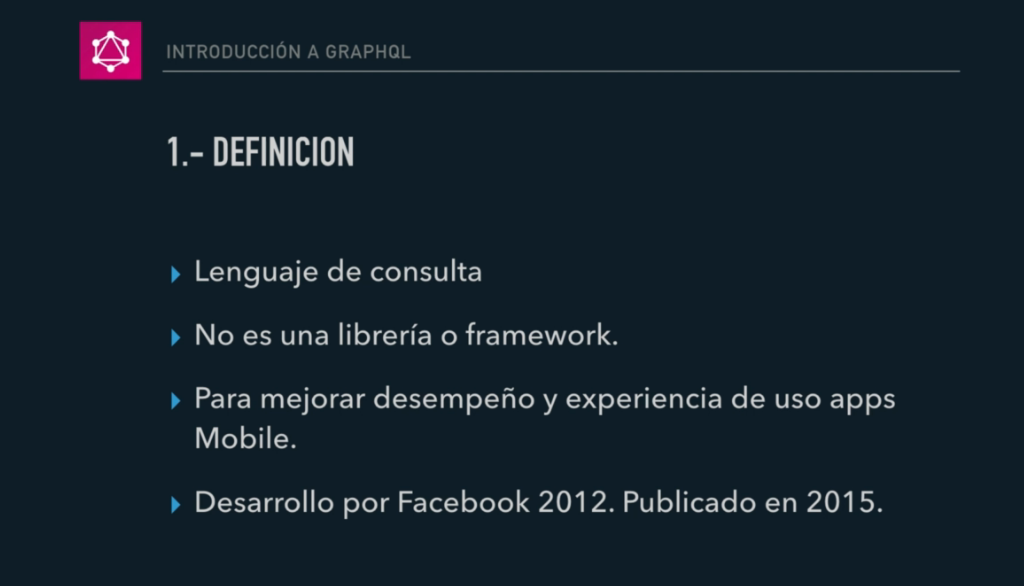 INTRODUCCIÓN A GRAPHQL
1.- DEFINICION
Lenguaje de consulta
No es una librería o framework.
Para mejorar desempeño y experiencia de uso apps
Mobile.
Desarrollo por Facebook 2012. Publicado en 2015.